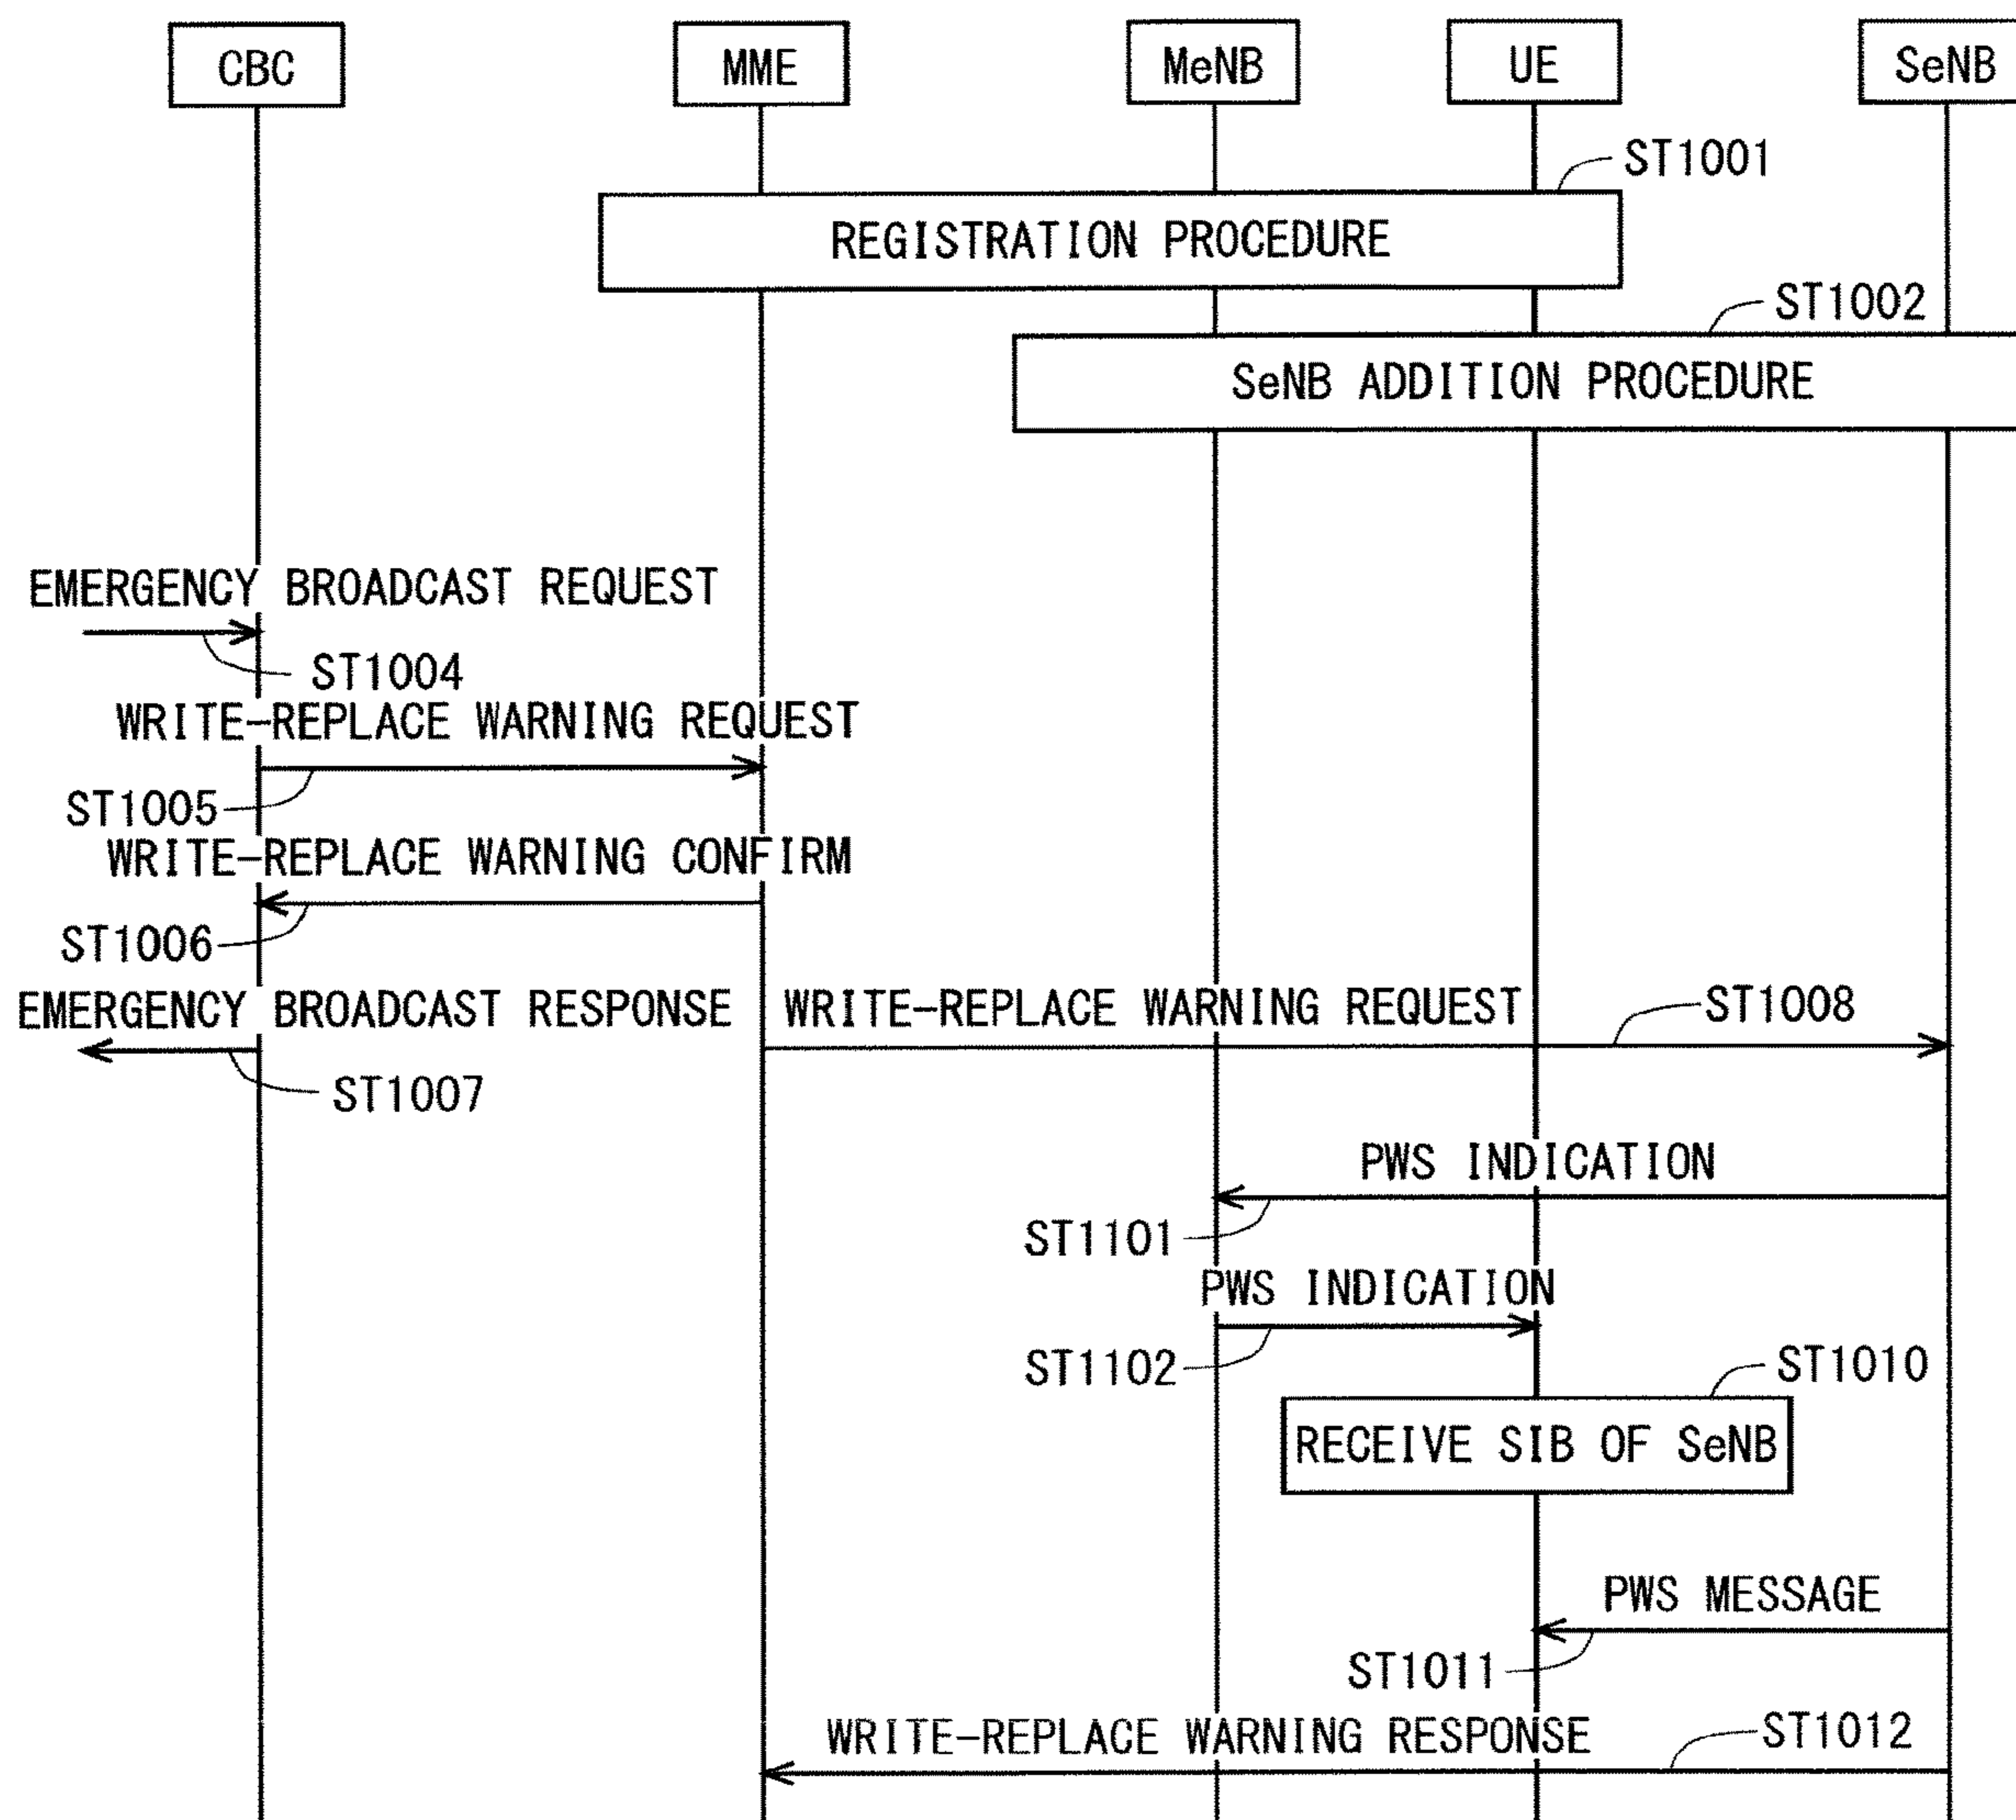 CBC
MME
MeNB
UE
SeNB
ST1001
REGISTRATION PROCEDURE
ST1002
SeNB ADDITION PROCEDURE
EMERGENCY BROADCAST REQUEST
ST1004
WRITE-REPLACE WARNING REQUEST
ST1005
WRITE-REPLACE WARNING CONFIRM
ST1006
EMERGENCY BROADCAST RESPONSE
WRITE-REPLACE WARNING REQUEST
ST1008
ST1007
PWS INDICATION
ST1101
PWS INDICATION
ST1102
ST1010
RECEIVE SIB OF SeNB
PWS MESSAGE
ST1011
WRITE-REPLACE WARNING RESPONSE
ST1012